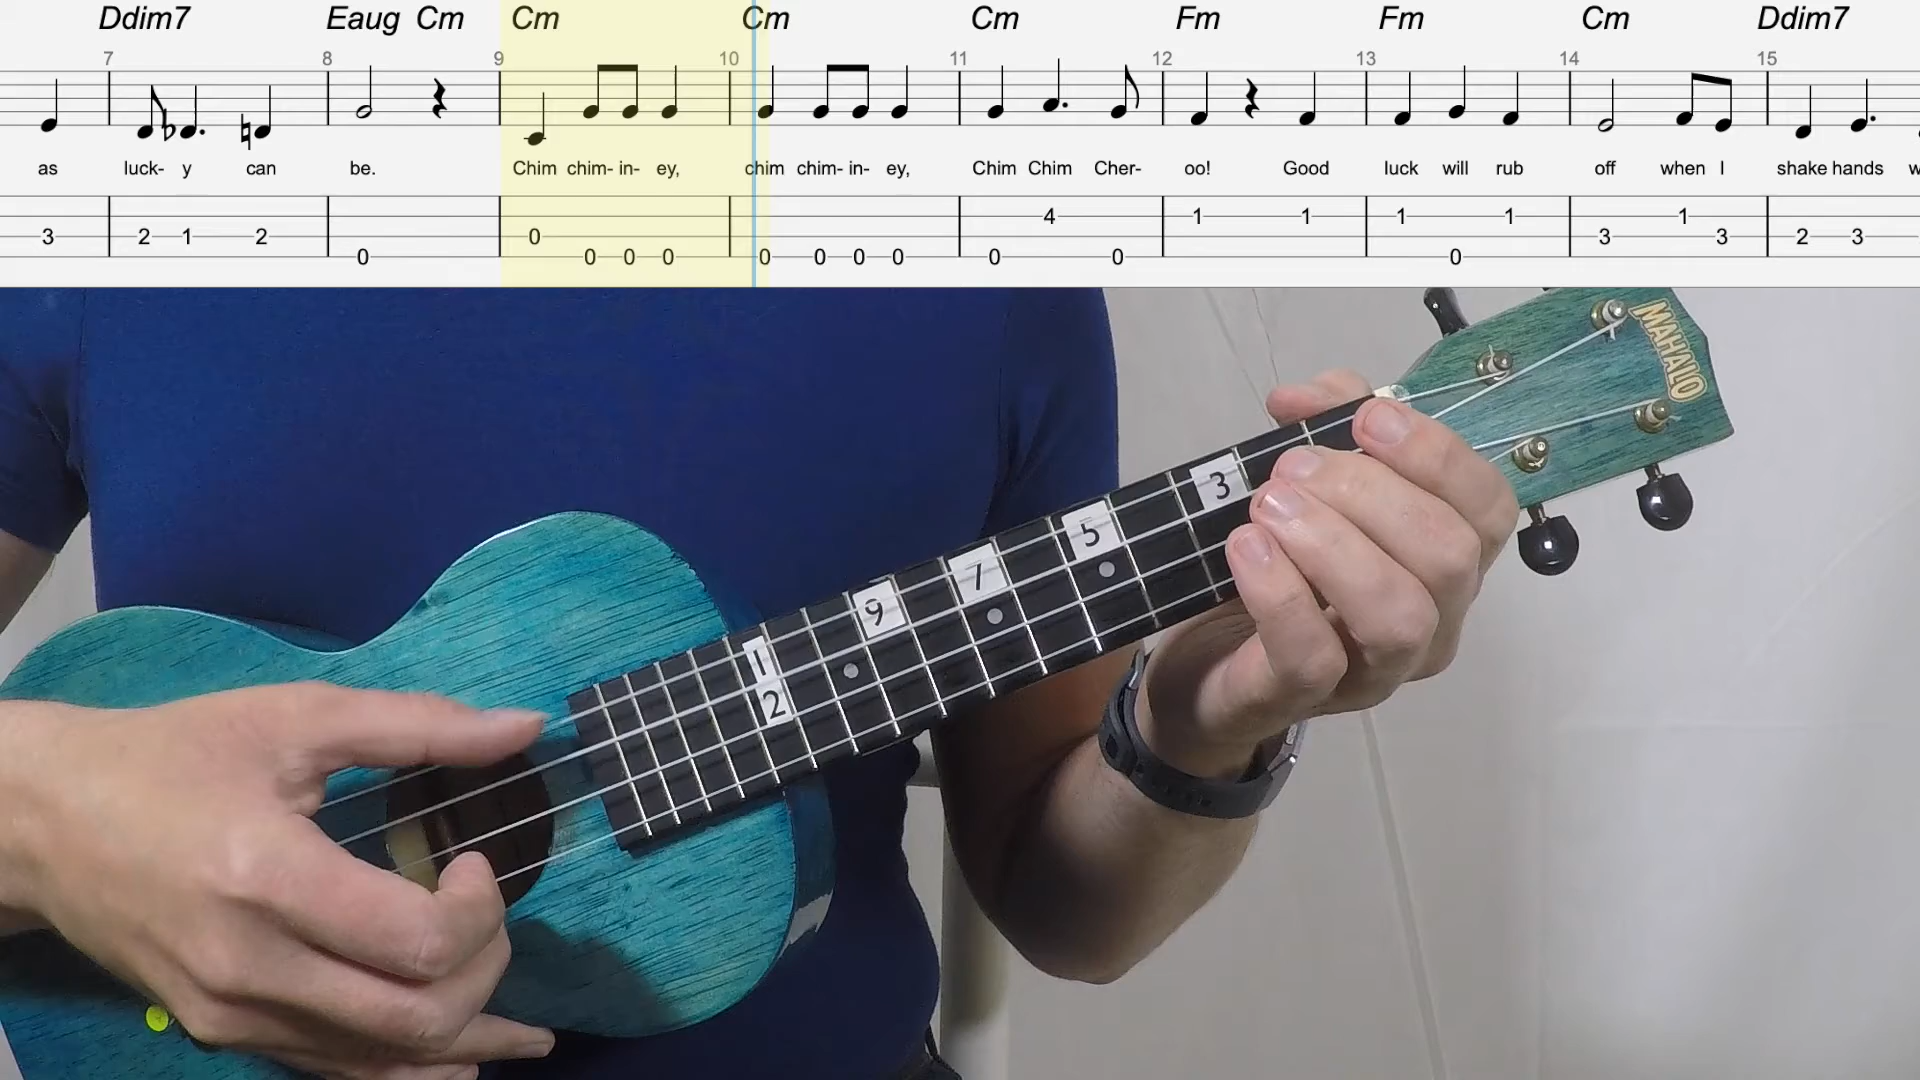 Ddim7 Eaug Cm Cm Cm Cm Fm Fm Cm Ddim7
7 8 9 10 11 12 13 14 15
as luck- y can be. Chim chim- in- ey, chim chim- in- ey, Chim Chim Cher- oo! Good luck will rub off when I shake hands w
4 1 1 1 1 1
3 2 1 2 0 3 3 2 3
0 0 0 0 0 0 0 0 0 0 0
MAHALO
3
5
7
9
1
2